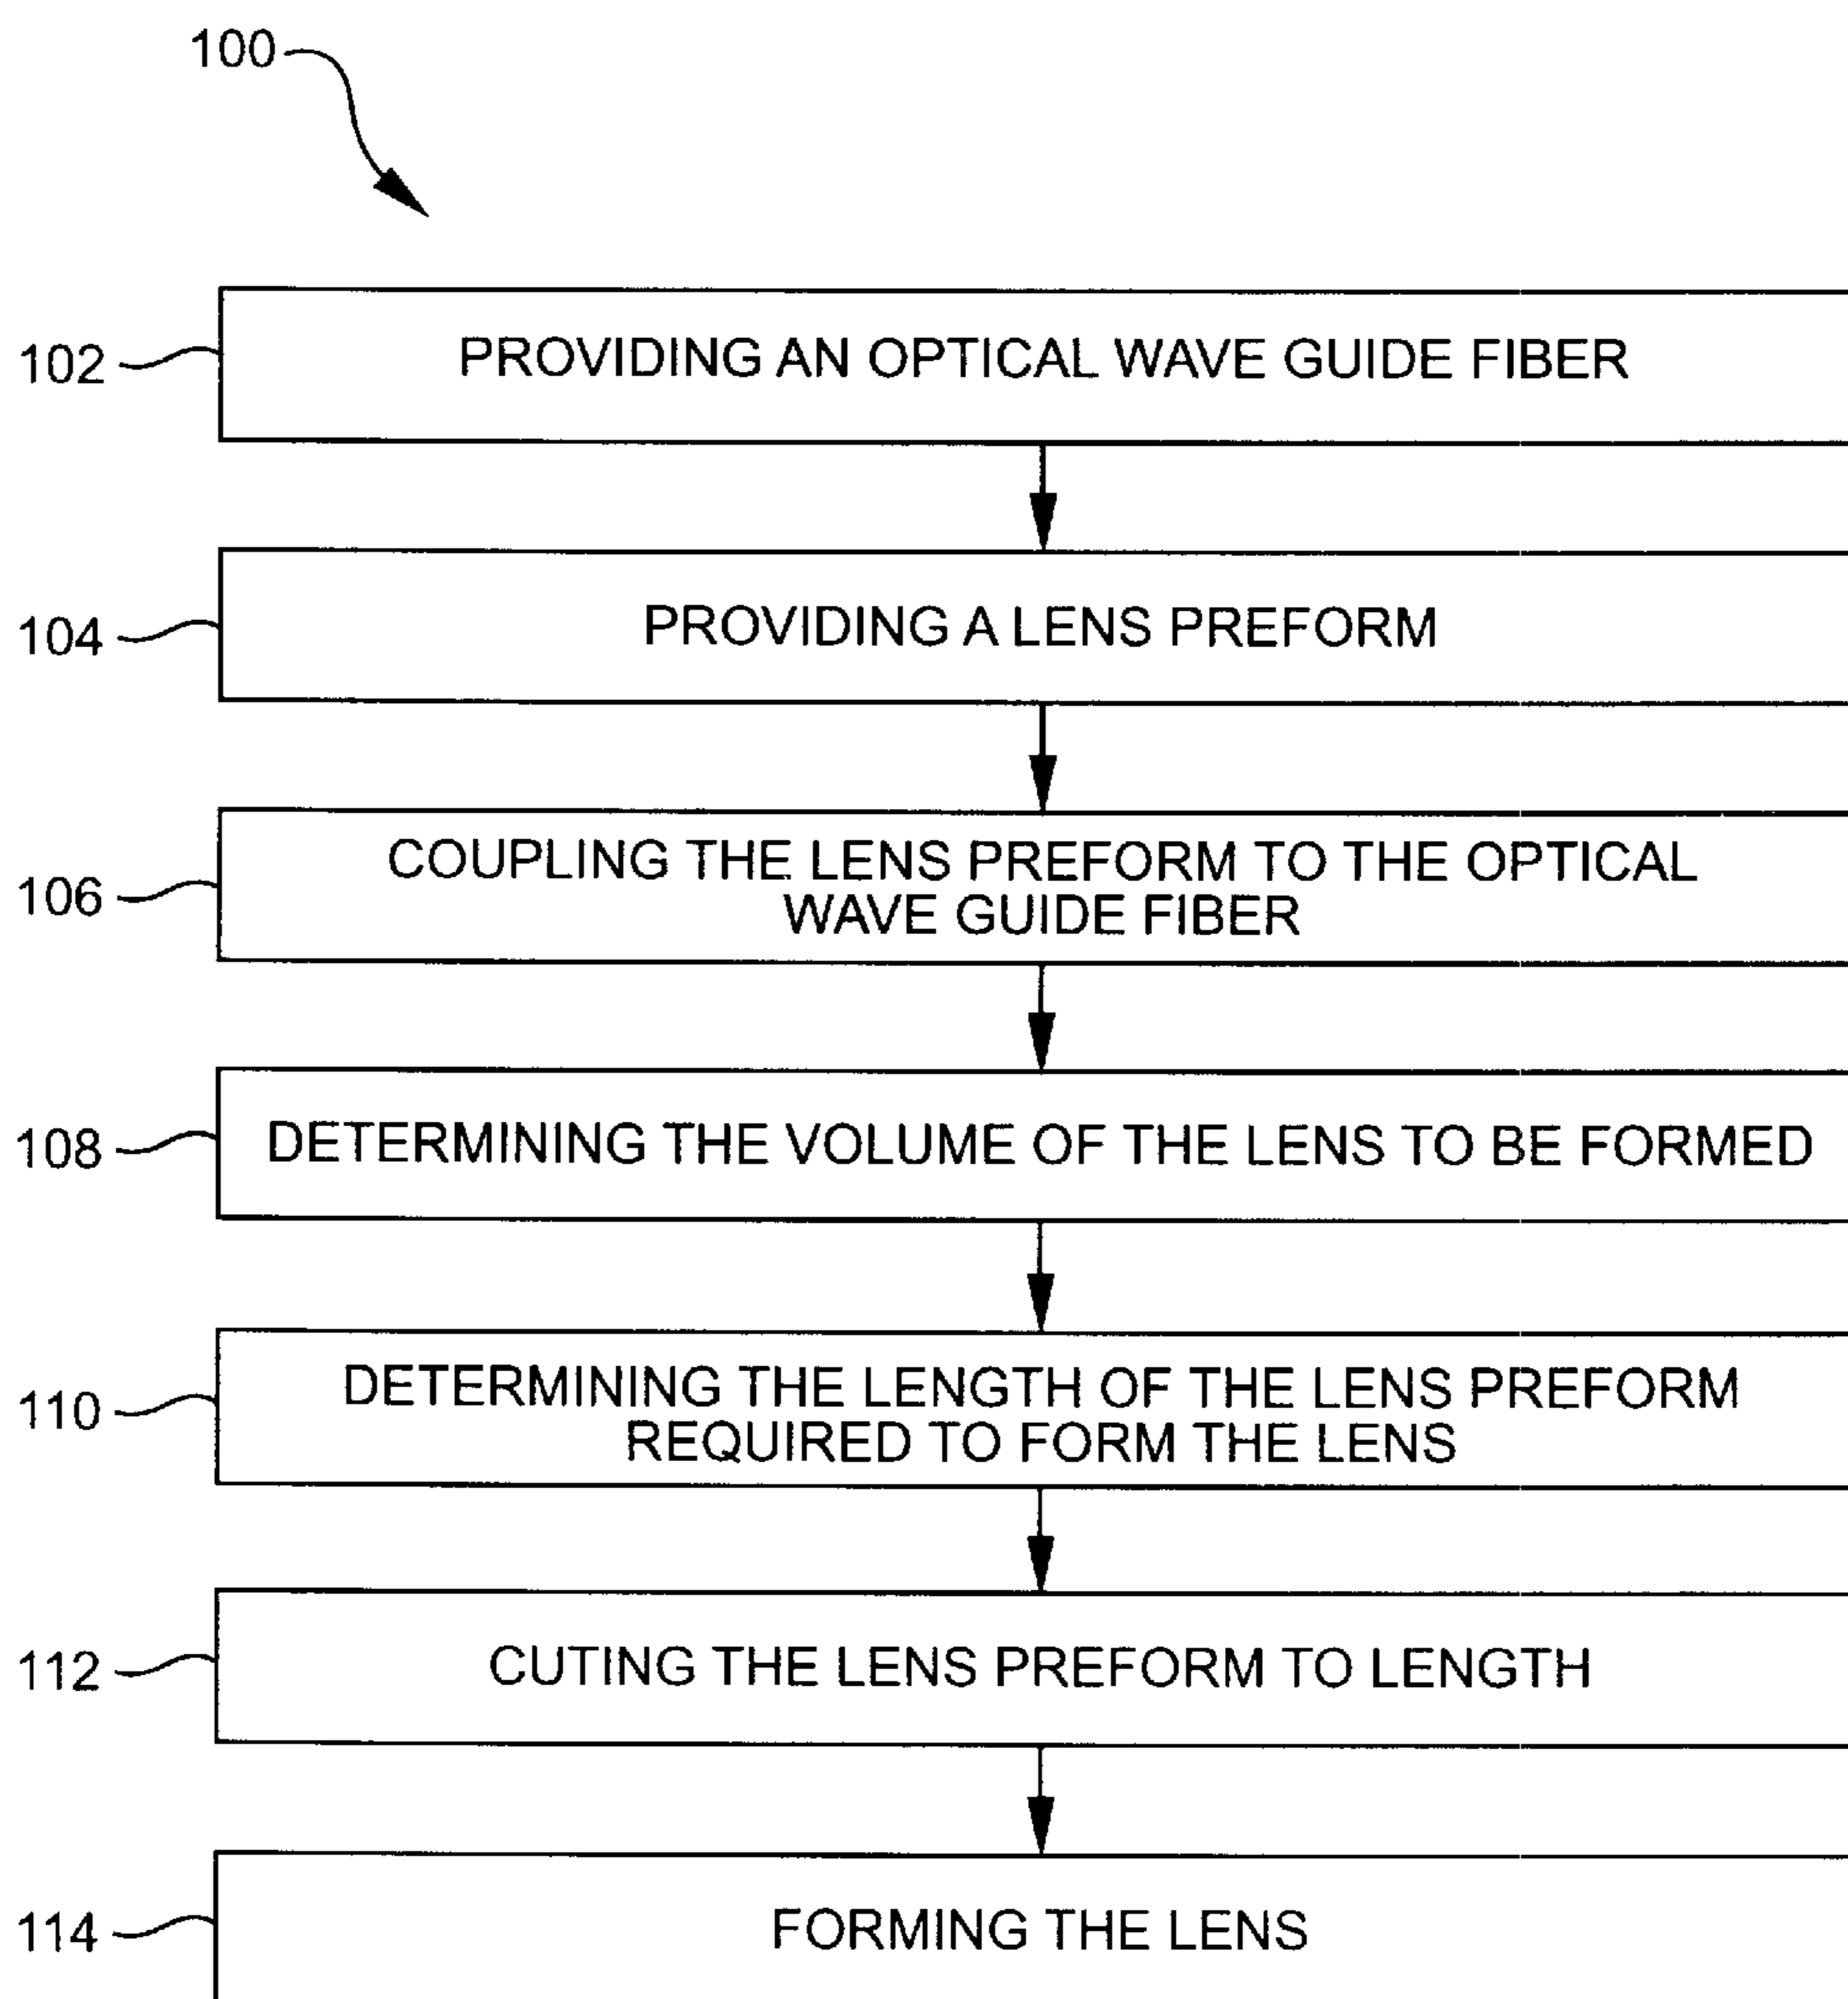 100
102 PROVIDING AN OPTICAL WAVE GUIDE FIBER
104 PROVIDING A LENS PREFORM
106 COUPLING THE LENS PREFORM TO THE OPTICAL
WAVE GUIDE FIBER
108 DETERMINING THE VOLUME OF THE LENS TO BE FORMED
110 DETERMINING THE LENGTH OF THE LENS PREFORM
REQUIRED TO FORM THE LENS
112 CUTING THE LENS PREFORM TO LENGTH
114 FORMING THE LENS